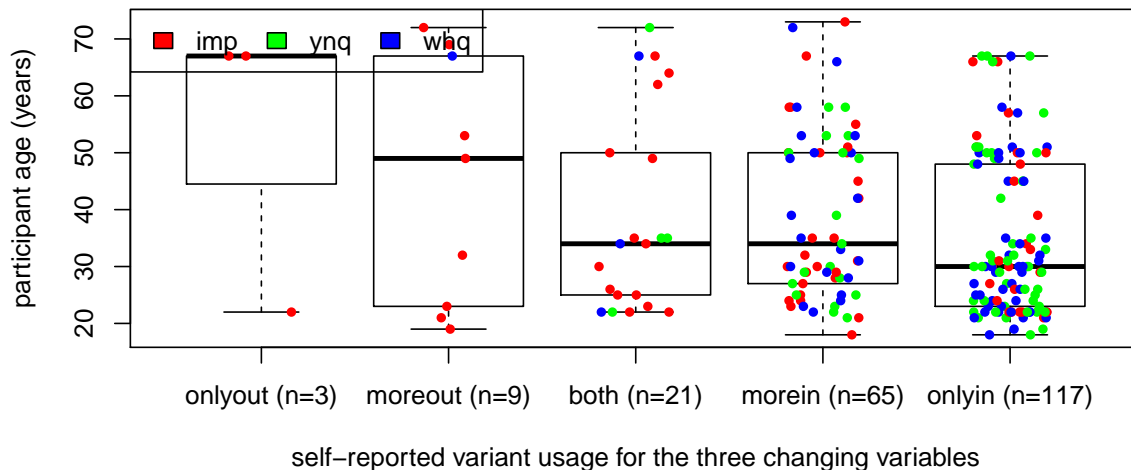 imp ynq whq
participant age (years)
70
60
50
40
30
20
onlyout (n=3) moreout (n=9) both (n=21) morein (n=65) onlyin (n=117)
self−reported variant usage for the three changing variables